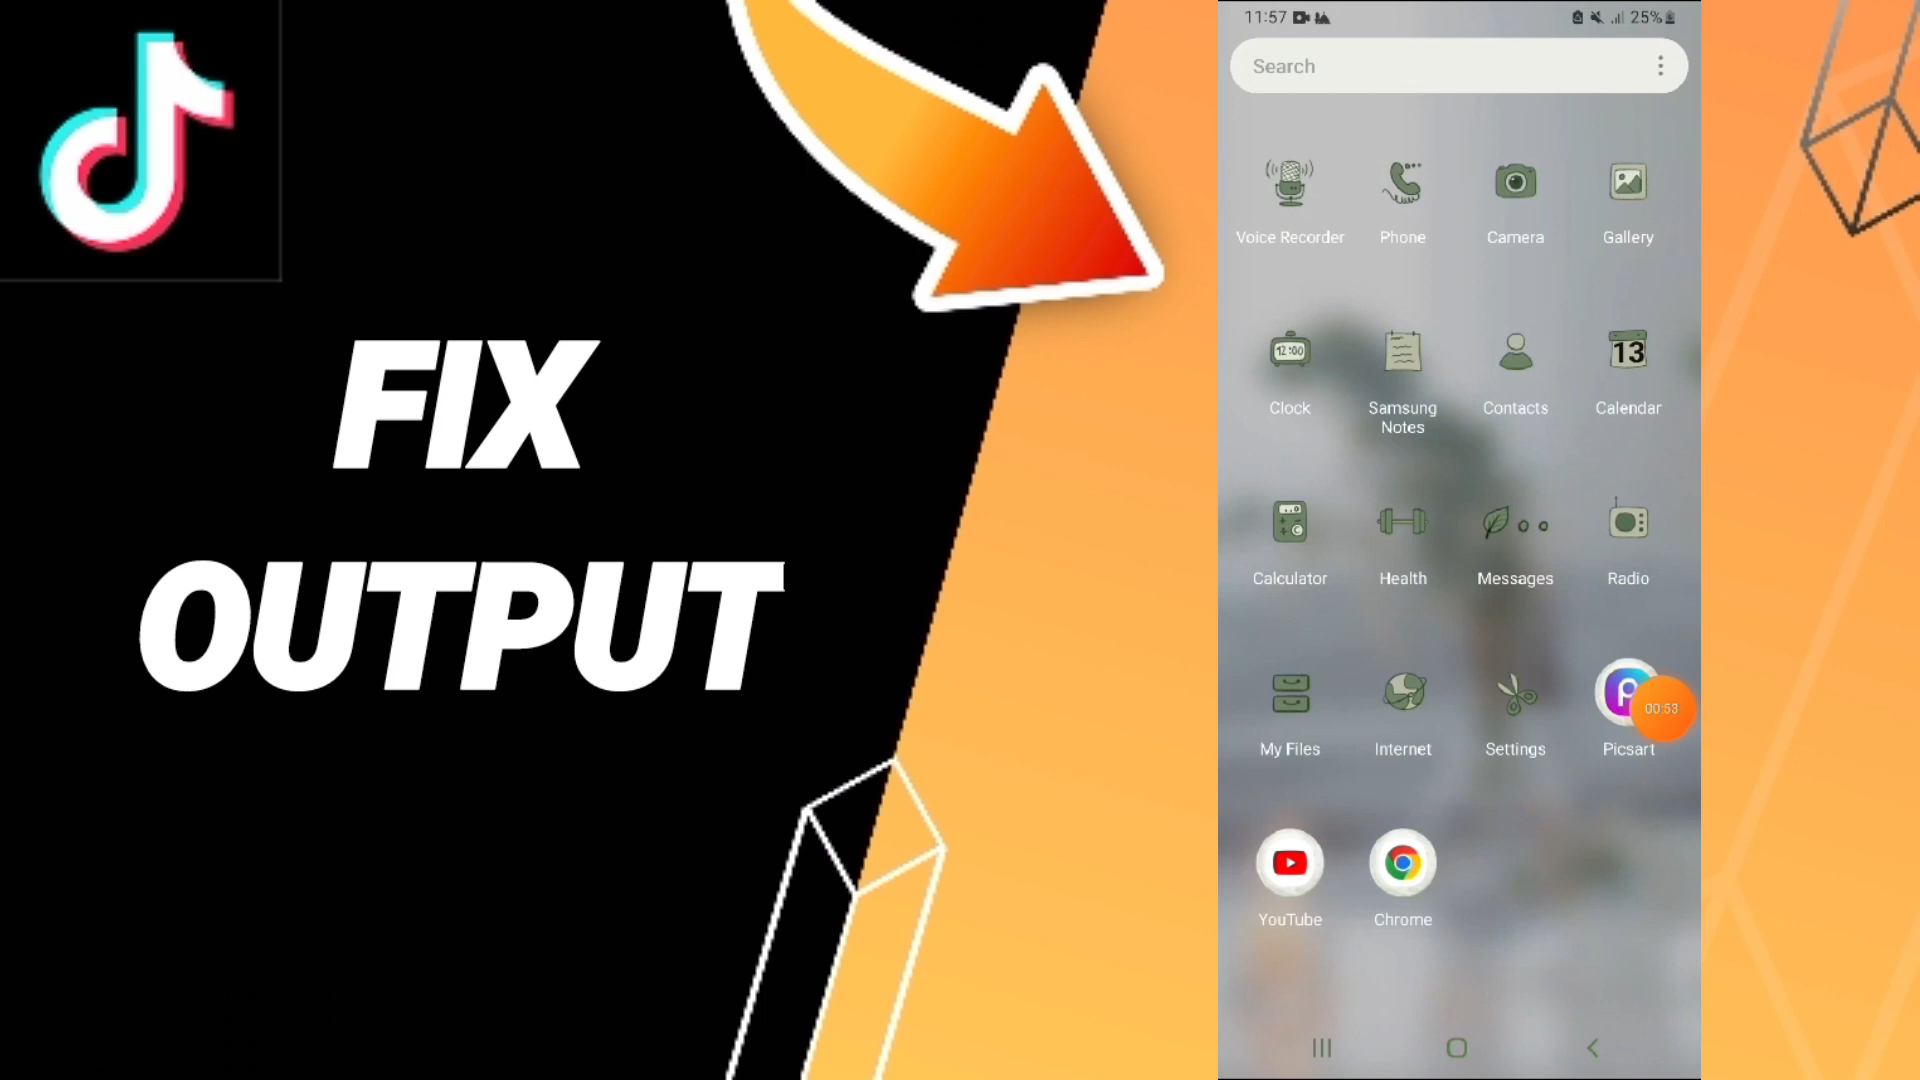 FIX
OUTPUT
11:57
25%
Search
Voice Recorder
Phone
Camera
Gallery
12:00
13
Clock
Samsung
Notes
Contacts
Calendar
Calculator
Health
Messages
Radio
00:53
My Files
Internet
Settings
Picsart
YouTube
Chrome